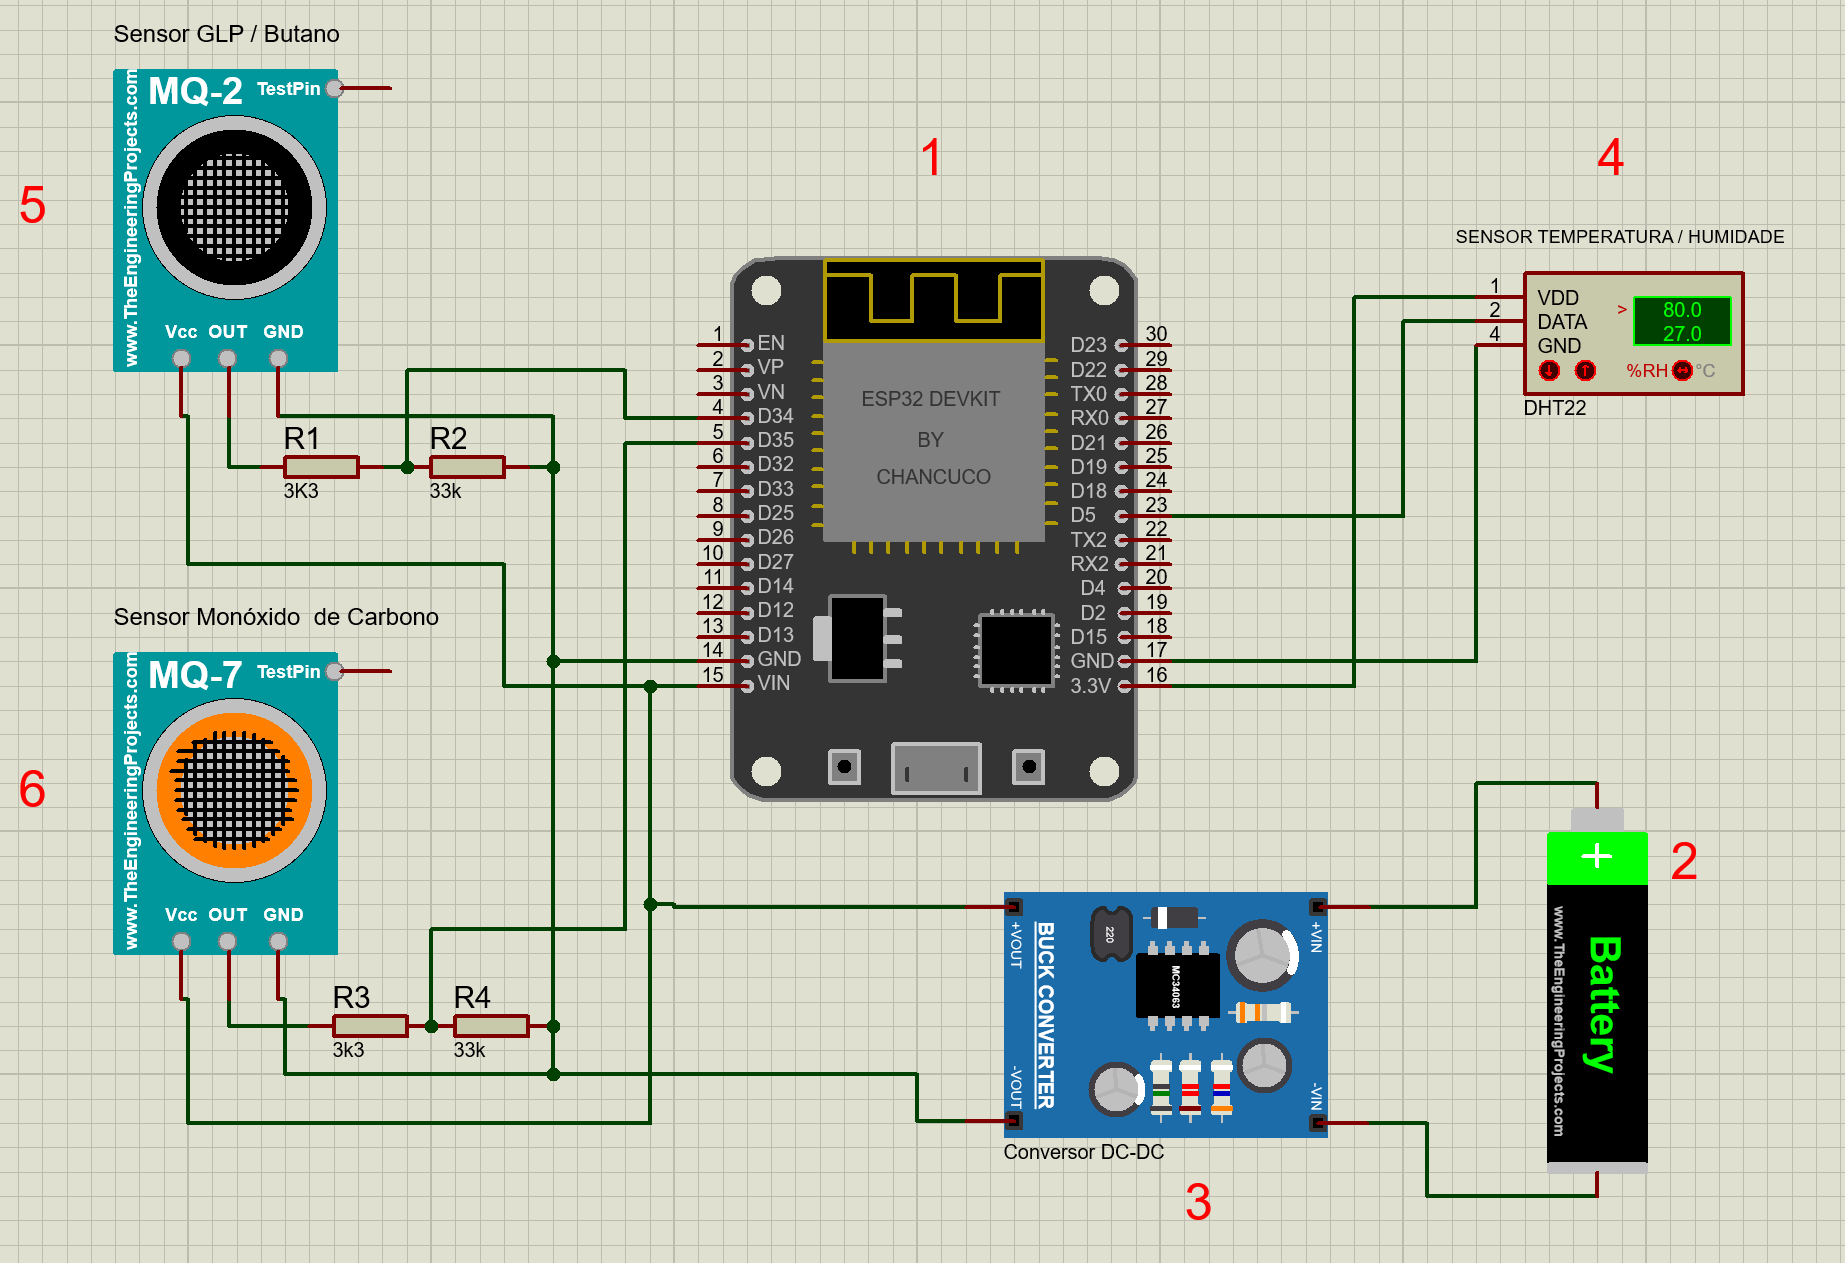 Sensor GLP / Butano
MQ-2
TestPin
www.TheEngineeringProjects.com
Vcc OUT GND
5
R1
3K3
R2
33k
Sensor Monóxido de Carbono
MQ-7
TestPin
www.TheEngineeringProjects.com
Vcc OUT GND
6
R3
3k3
R4
33k
1
ESP32 DEVKIT
BY
CHANCUCO
1 EN
2 VP
3 VN
4 D34
5 D35
6 D32
7 D33
8 D25
9 D26
10 D27
11 D14
12 D12
13 D13
14 GND
15 VIN
D23 30
D22 29
TX0 28
RX0 27
D21 26
D19 25
D18 24
D5 23
TX2 22
RX2 21
D4 20
D2 19
D15 18
GND 17
3.3V 16
4
SENSOR TEMPERATURA / HUMIDADE
1 VDD
2 DATA
4 GND
>
80.0
27.0
%RH °C
DHT22
+VOUT
-VOUT
BUCK CONVERTER
220
MC34063
+VIN
-VIN
Conversor DC-DC
3
2
+
Battery
www.TheEngineeringProjects.com